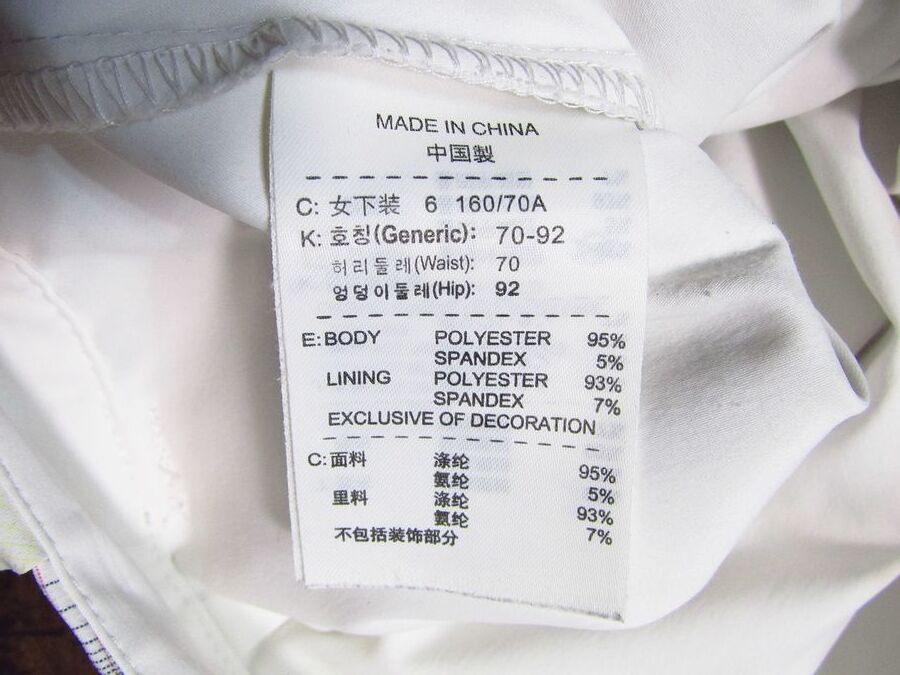 MADE IN CHINA
中国製
C: 女下装 6 160/70A
K: 호칭(Generic): 70-92
허리둘레(Waist): 70
엉덩이둘레(Hip): 92
E: BODY POLYESTER 95%
SPANDEX 5%
LINING POLYESTER 93%
SPANDEX 7%
EXCLUSIVE OF DECORATION
C: 面料 涤纶 95%
氨纶 5%
里料 涤纶 93%
氨纶 7%
不包括装饰部分